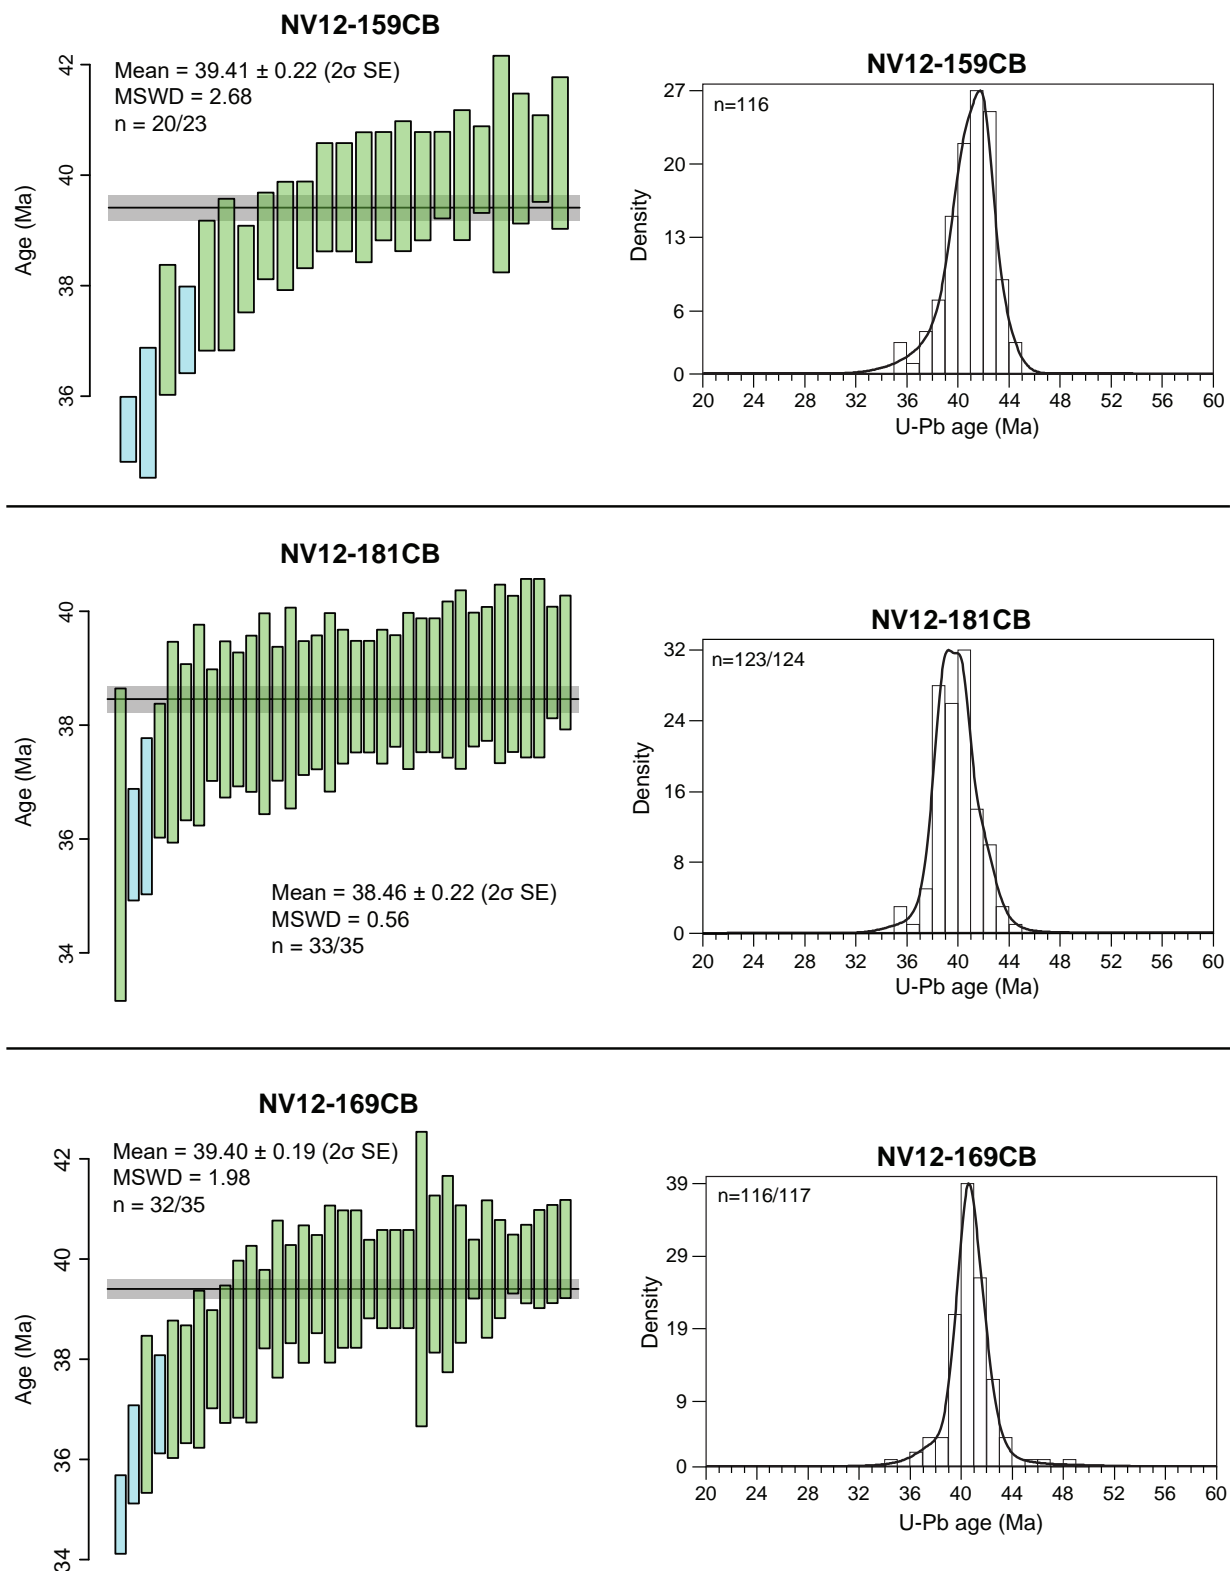 NV12-159CB
Mean = 39.41 ± 0.22 (2σ SE)
MSWD = 2.68
n = 20/23
Age (Ma)
42
40
38
36
NV12-159CB
n=116
Density
27
20
13
6
0
20 24 28 32 36 40 44 48 52 56 60
U-Pb age (Ma)
NV12-181CB
Age (Ma)
40
38
36
34
Mean = 38.46 ± 0.22 (2σ SE)
MSWD = 0.56
n = 33/35
NV12-181CB
n=123/124
Density
32
24
16
8
0
20 24 28 32 36 40 44 48 52 56 60
U-Pb age (Ma)
NV12-169CB
Mean = 39.40 ± 0.19 (2σ SE)
MSWD = 1.98
n = 32/35
Age (Ma)
42
40
38
36
34
NV12-169CB
n=116/117
Density
39
29
19
9
0
20 24 28 32 36 40 44 48 52 56 60
U-Pb age (Ma)